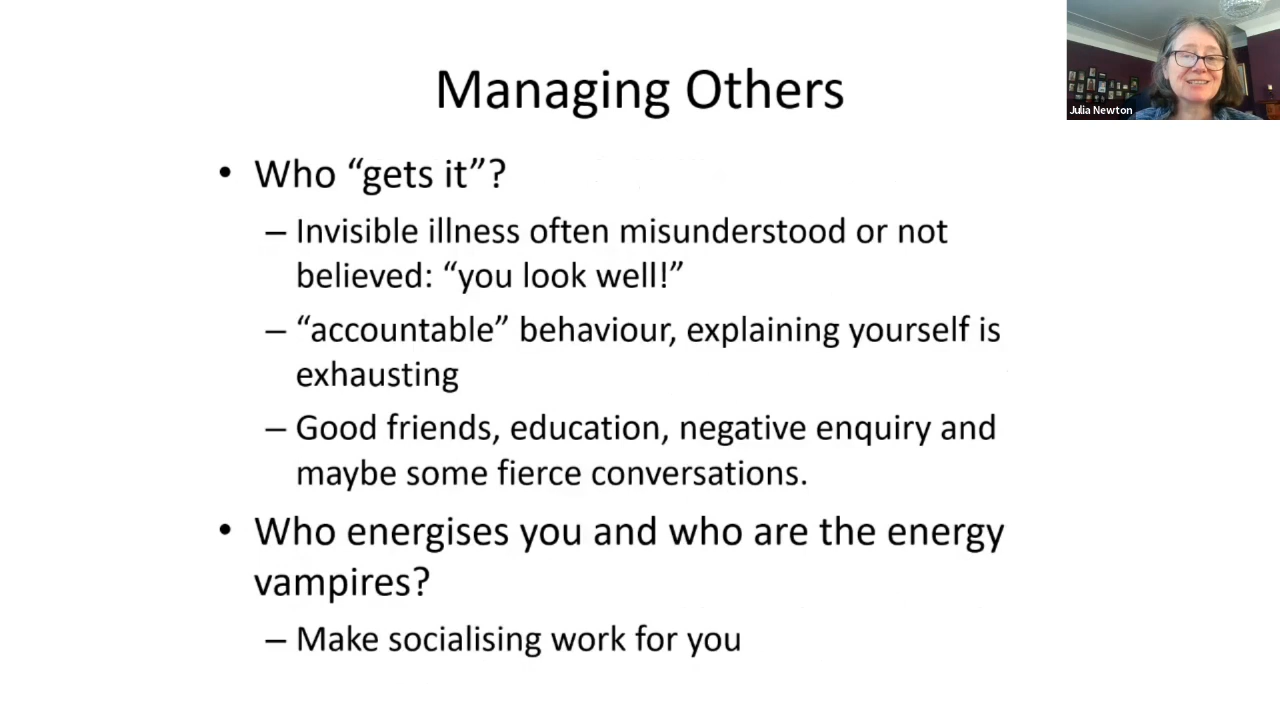 Managing Others
Julia Newton
• Who “gets it”?
– Invisible illness often misunderstood or not
believed: “you look well!”
– “accountable” behaviour, explaining yourself is
exhausting
– Good friends, education, negative enquiry and
maybe some fierce conversations.
• Who energises you and who are the energy
vampires?
– Make socialising work for you